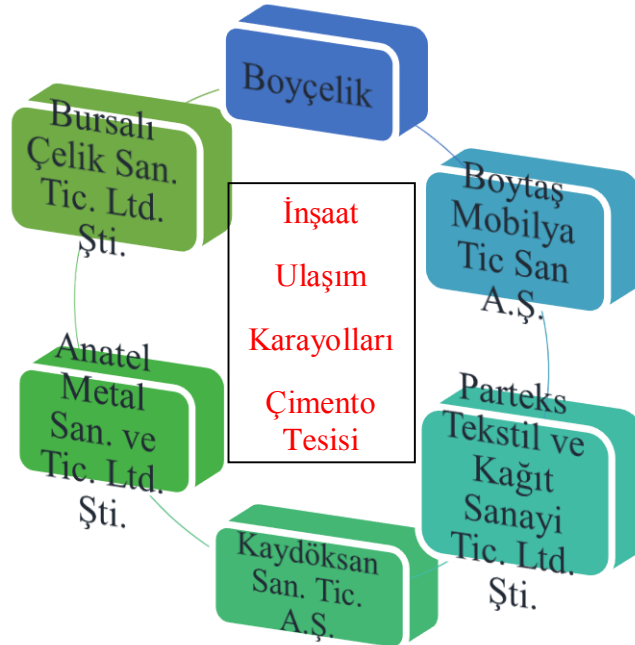 Boyçelik
Boytaş
Mobilya
Tic San
A.Ş.
Parteks
Tekstil ve
Kağıt
Sanayi
Tic. Ltd.
Şti.
Kaydöksan
San. Tic.
A.Ş.
Anatel
Metal
San. ve
Tic. Ltd.
Şti.
Bursalı
Çelik San.
Tic. Ltd.
Şti.
İnşaat
Ulaşım
Karayolları
Çimento
Tesisi